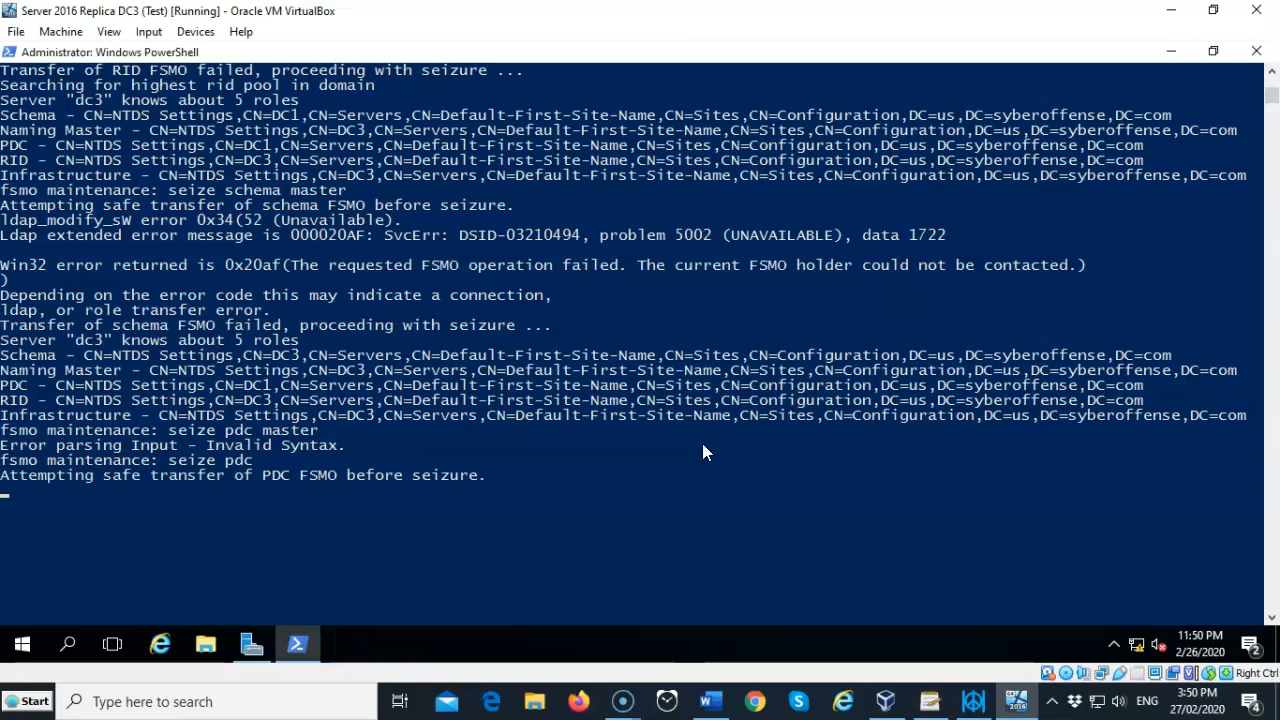 Server 2016 Replica DC3 (Test) [Running] - Oracle VM VirtualBox
File Machine View Input Devices Help
Administrator: Windows PowerShell
Transfer of RID FSMO failed, proceeding with seizure ...
Searching for highest rid pool in domain
Server "dc3" knows about 5 roles
Schema - CN=NTDS Settings,CN=DC1,CN=Servers,CN=Default-First-Site-Name,CN=Sites,CN=Configuration,DC=us,DC=syberoffense,DC=com
Naming Master - CN=NTDS Settings,CN=DC3,CN=Servers,CN=Default-First-Site-Name,CN=Sites,CN=Configuration,DC=us,DC=syberoffense,DC=com
PDC - CN=NTDS Settings,CN=DC1,CN=Servers,CN=Default-First-Site-Name,CN=Sites,CN=Configuration,DC=us,DC=syberoffense,DC=com
RID - CN=NTDS Settings,CN=DC3,CN=Servers,CN=Default-First-Site-Name,CN=Sites,CN=Configuration,DC=us,DC=syberoffense,DC=com
Infrastructure - CN=NTDS Settings,CN=DC3,CN=Servers,CN=Default-First-Site-Name,CN=Sites,CN=Configuration,DC=us,DC=syberoffense,DC=com
fsmo maintenance: seize schema master
Attempting safe transfer of schema FSMO before seizure.
ldap_modify_sW error 0x34(52 (Unavailable).
Ldap extended error message is 000020AF: SvcErr: DSID-03210494, problem 5002 (UNAVAILABLE), data 1722
Win32 error returned is 0x20af(The requested FSMO operation failed. The current FSMO holder could not be contacted.)
)
Depending on the error code this may indicate a connection,
ldap, or role transfer error.
Transfer of schema FSMO failed, proceeding with seizure ...
Server "dc3" knows about 5 roles
Schema - CN=NTDS Settings,CN=DC3,CN=Servers,CN=Default-First-Site-Name,CN=Sites,CN=Configuration,DC=us,DC=syberoffense,DC=com
Naming Master - CN=NTDS Settings,CN=DC3,CN=Servers,CN=Default-First-Site-Name,CN=Sites,CN=Configuration,DC=us,DC=syberoffense,DC=com
PDC - CN=NTDS Settings,CN=DC1,CN=Servers,CN=Default-First-Site-Name,CN=Sites,CN=Configuration,DC=us,DC=syberoffense,DC=com
RID - CN=NTDS Settings,CN=DC3,CN=Servers,CN=Default-First-Site-Name,CN=Sites,CN=Configuration,DC=us,DC=syberoffense,DC=com
Infrastructure - CN=NTDS Settings,CN=DC3,CN=Servers,CN=Default-First-Site-Name,CN=Sites,CN=Configuration,DC=us,DC=syberoffense,DC=com
fsmo maintenance: seize pdc master
Error parsing Input - Invalid Syntax.
fsmo maintenance: seize pdc
Attempting safe transfer of PDC FSMO before seizure.
11:50 PM
2/26/2020
2
Right Ctrl
Start
Type here to search
ENG
3:50 PM
27/02/2020
4